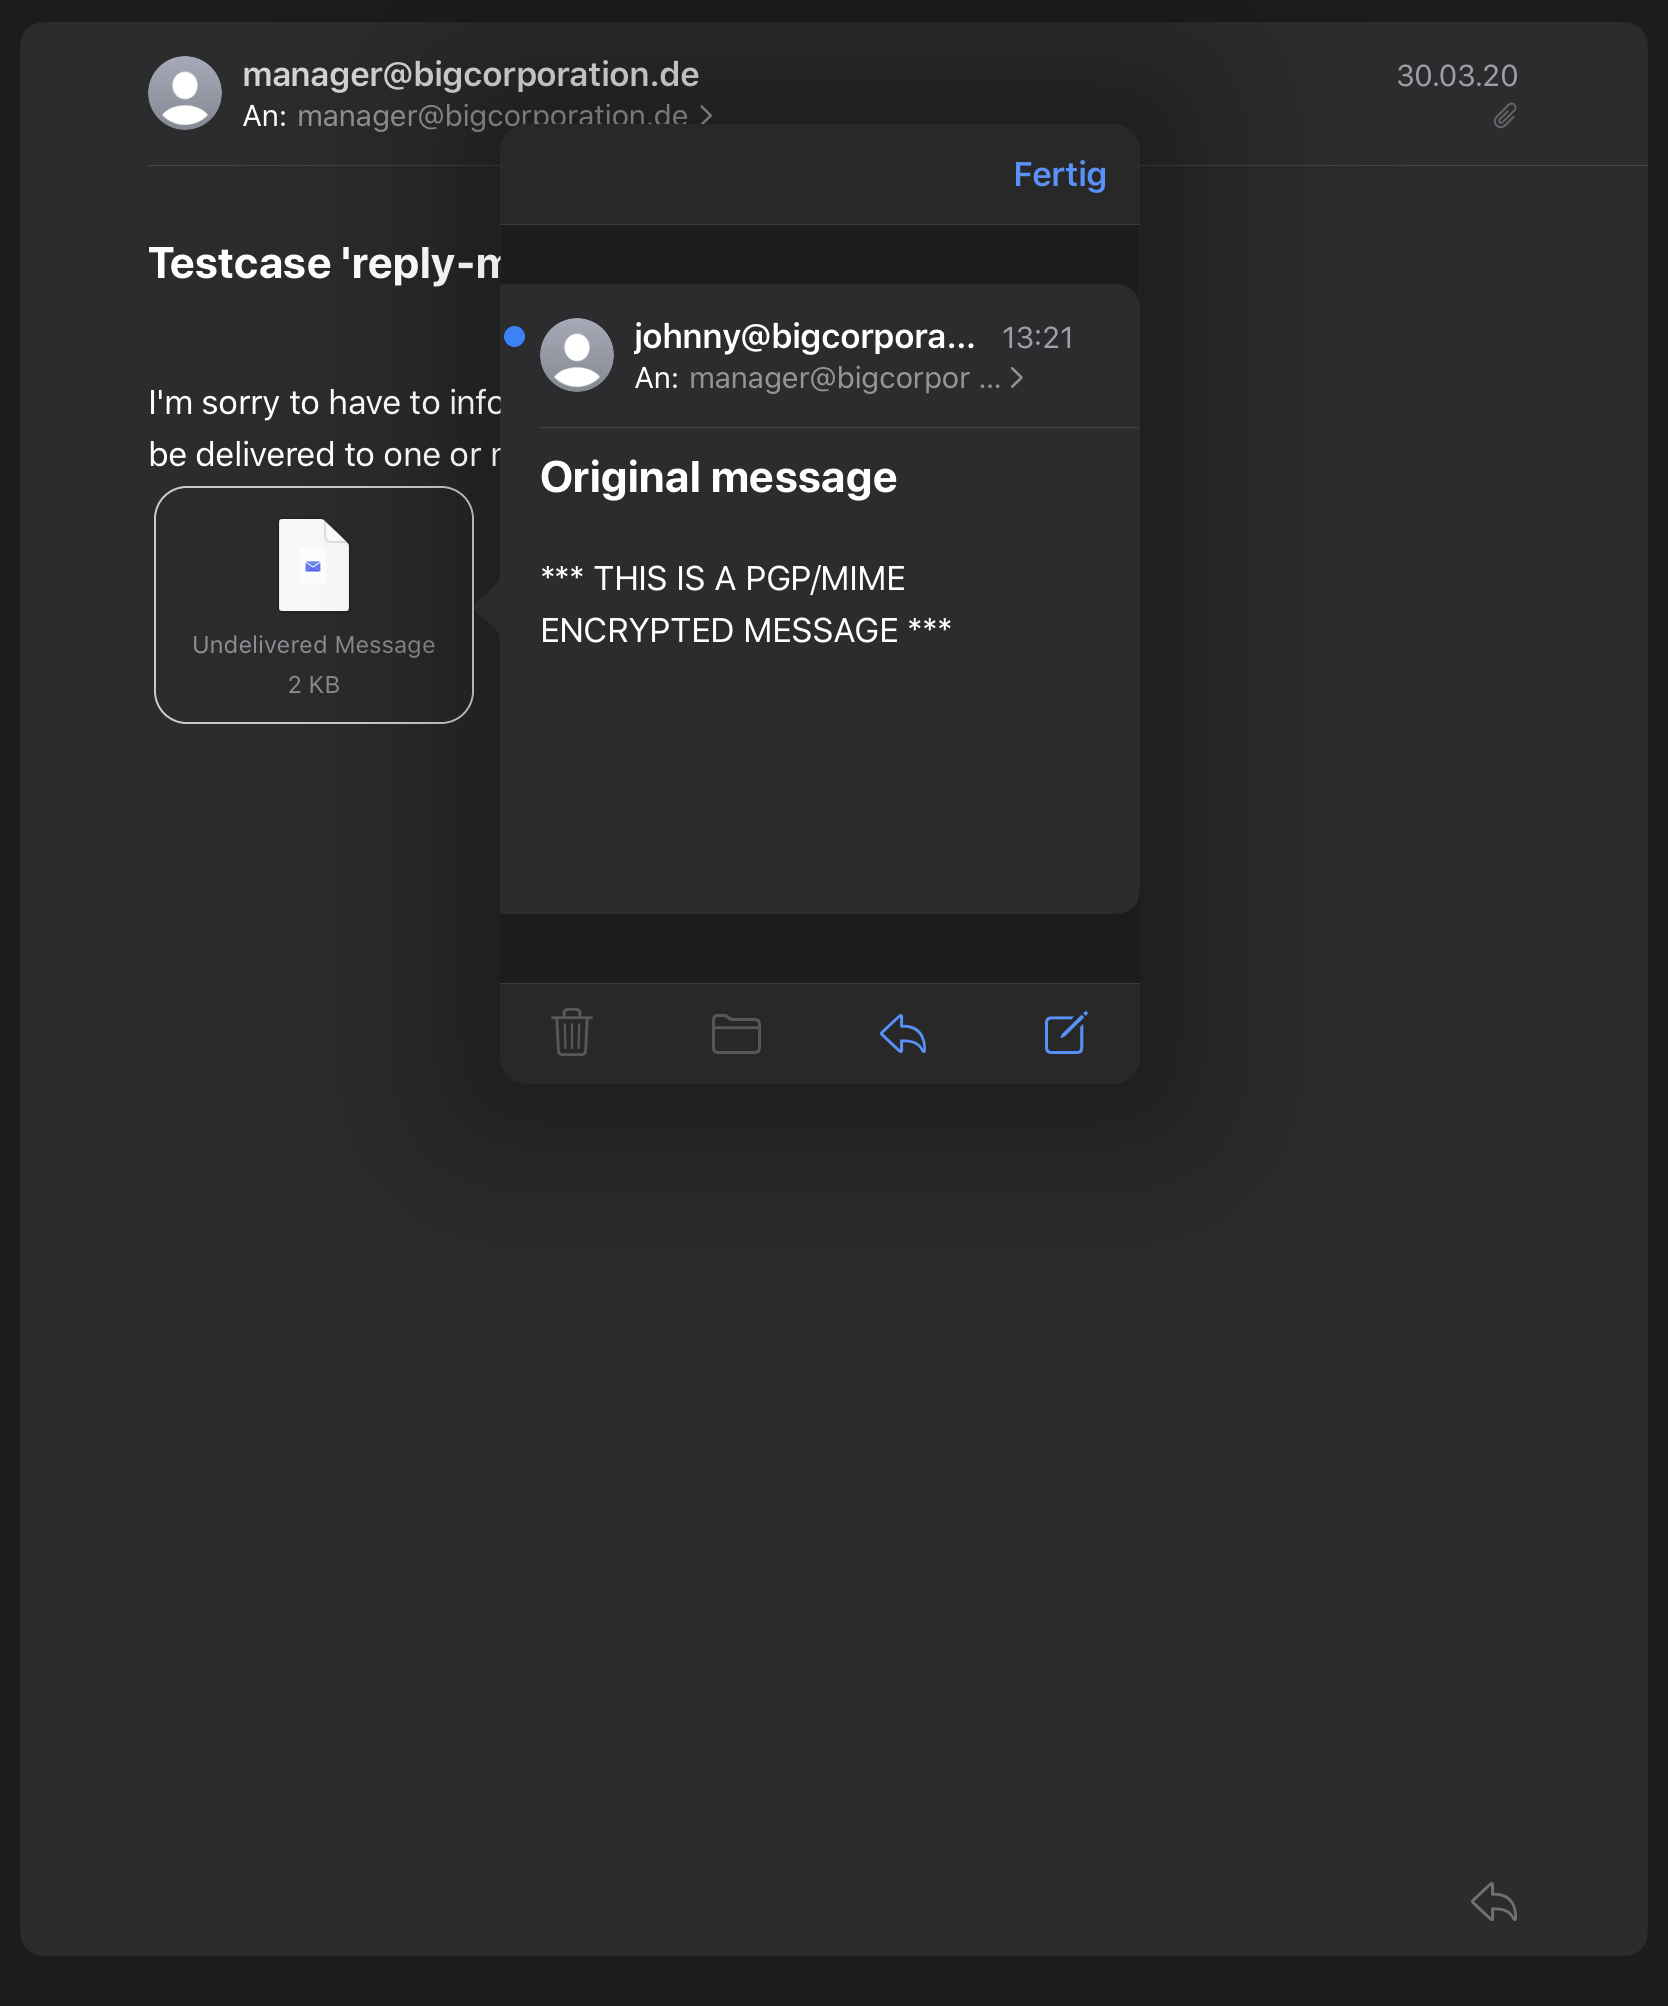 manager@bigcorporation.de
30.03.20
An: manager@bigcorporation.de
Fertig
Testcase 'reply-m
johnny@bigcorpora... 13:21
An: manager@bigcorpor ...
I'm sorry to have to info
be delivered to one or
Original message
*** THIS IS A PGP/MIME
ENCRYPTED MESSAGE ***
Undelivered Message
2 KB